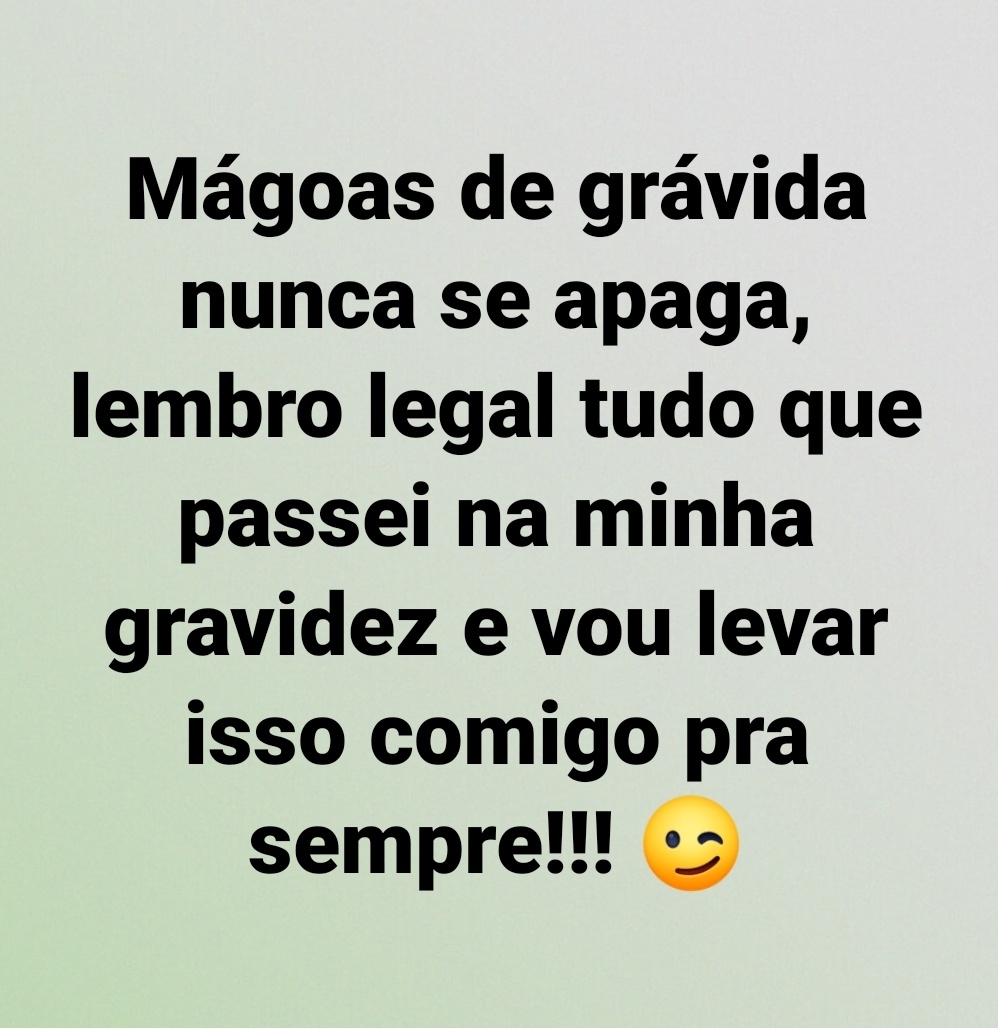 Mágoas de grávida
nunca se apaga,
lembro legal tudo que
passei na minha
gravidez e vou levar
isso comigo pra
sempre!!! 😉